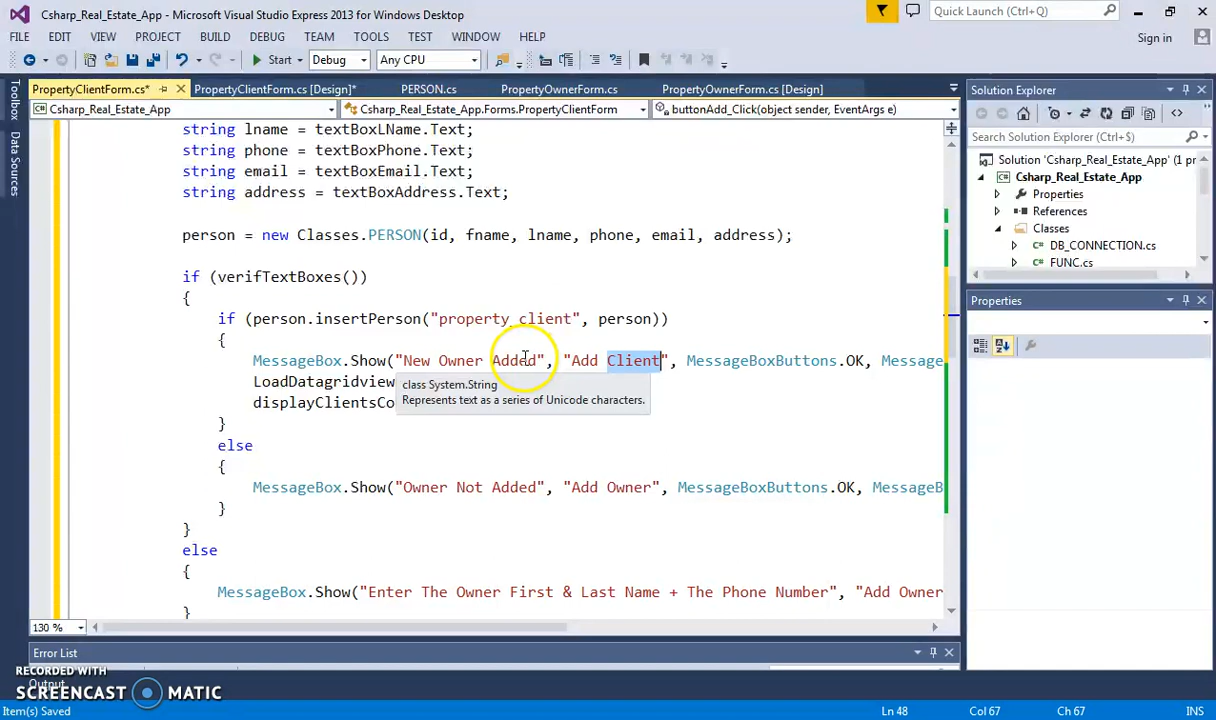 Csharp_Real_Estate_App - Microsoft Visual Studio Express 2013 for Windows Desktop
Quick Launch (Ctrl+Q)
FILE EDIT VIEW PROJECT BUILD DEBUG TEAM TOOLS TEST WINDOW HELP
Sign in
Start Debug Any CPU
Toolbox
Data Sources
PropertyClientForm.cs* PropertyClientForm.cs [Design]* PERSON.cs PropertyOwnerForm.cs PropertyOwnerForm.cs [Design]
Csharp_Real_Estate_App Csharp_Real_Estate_App.Forms.PropertyClientForm buttonAdd_Click(object sender, EventArgs e)
string lname = textBoxLName.Text;
string phone = textBoxPhone.Text;
string email = textBoxEmail.Text;
string address = textBoxAddress.Text;
person = new Classes.PERSON(id, fname, lname, phone, email, address);
if (verifTextBoxes())
{
if (person.insertPerson("property_client", person))
{
MessageBox.Show("New Owner Added", "Add Client", MessageBoxButtons.OK, Message
LoadDatagridview
class System.String
displayClientsCo
Represents text as a series of Unicode characters.
}
else
{
MessageBox.Show("Owner Not Added", "Add Owner", MessageBoxButtons.OK, MessageB
}
}
else
{
MessageBox.Show("Enter The Owner First & Last Name + The Phone Number", "Add Owner
}
130 %
Solution Explorer
Search Solution Explorer (Ctrl+;)
Solution 'Csharp_Real_Estate_App' (1 pr
Csharp_Real_Estate_App
Properties
References
Classes
DB_CONNECTION.cs
FUNC.cs
Properties
Error List
Output
RECORDED WITH
SCREENCAST MATIC
Item(s) Saved Ln 48 Col 67 Ch 67 INS